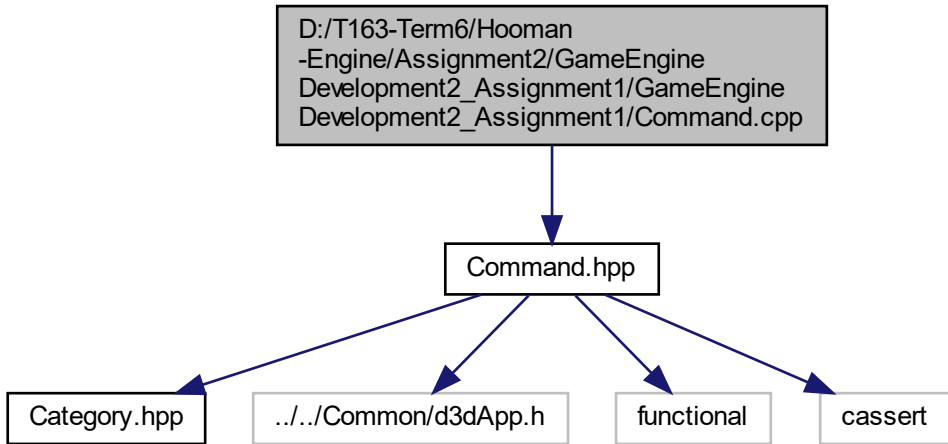 D:/T163-Term6/Hooman
-Engine/Assignment2/GameEngine
Development2_Assignment1/GameEngine
Development2_Assignment1/Command.cpp
Command.hpp
Category.hpp
../../Common/d3dApp.h
functional
cassert